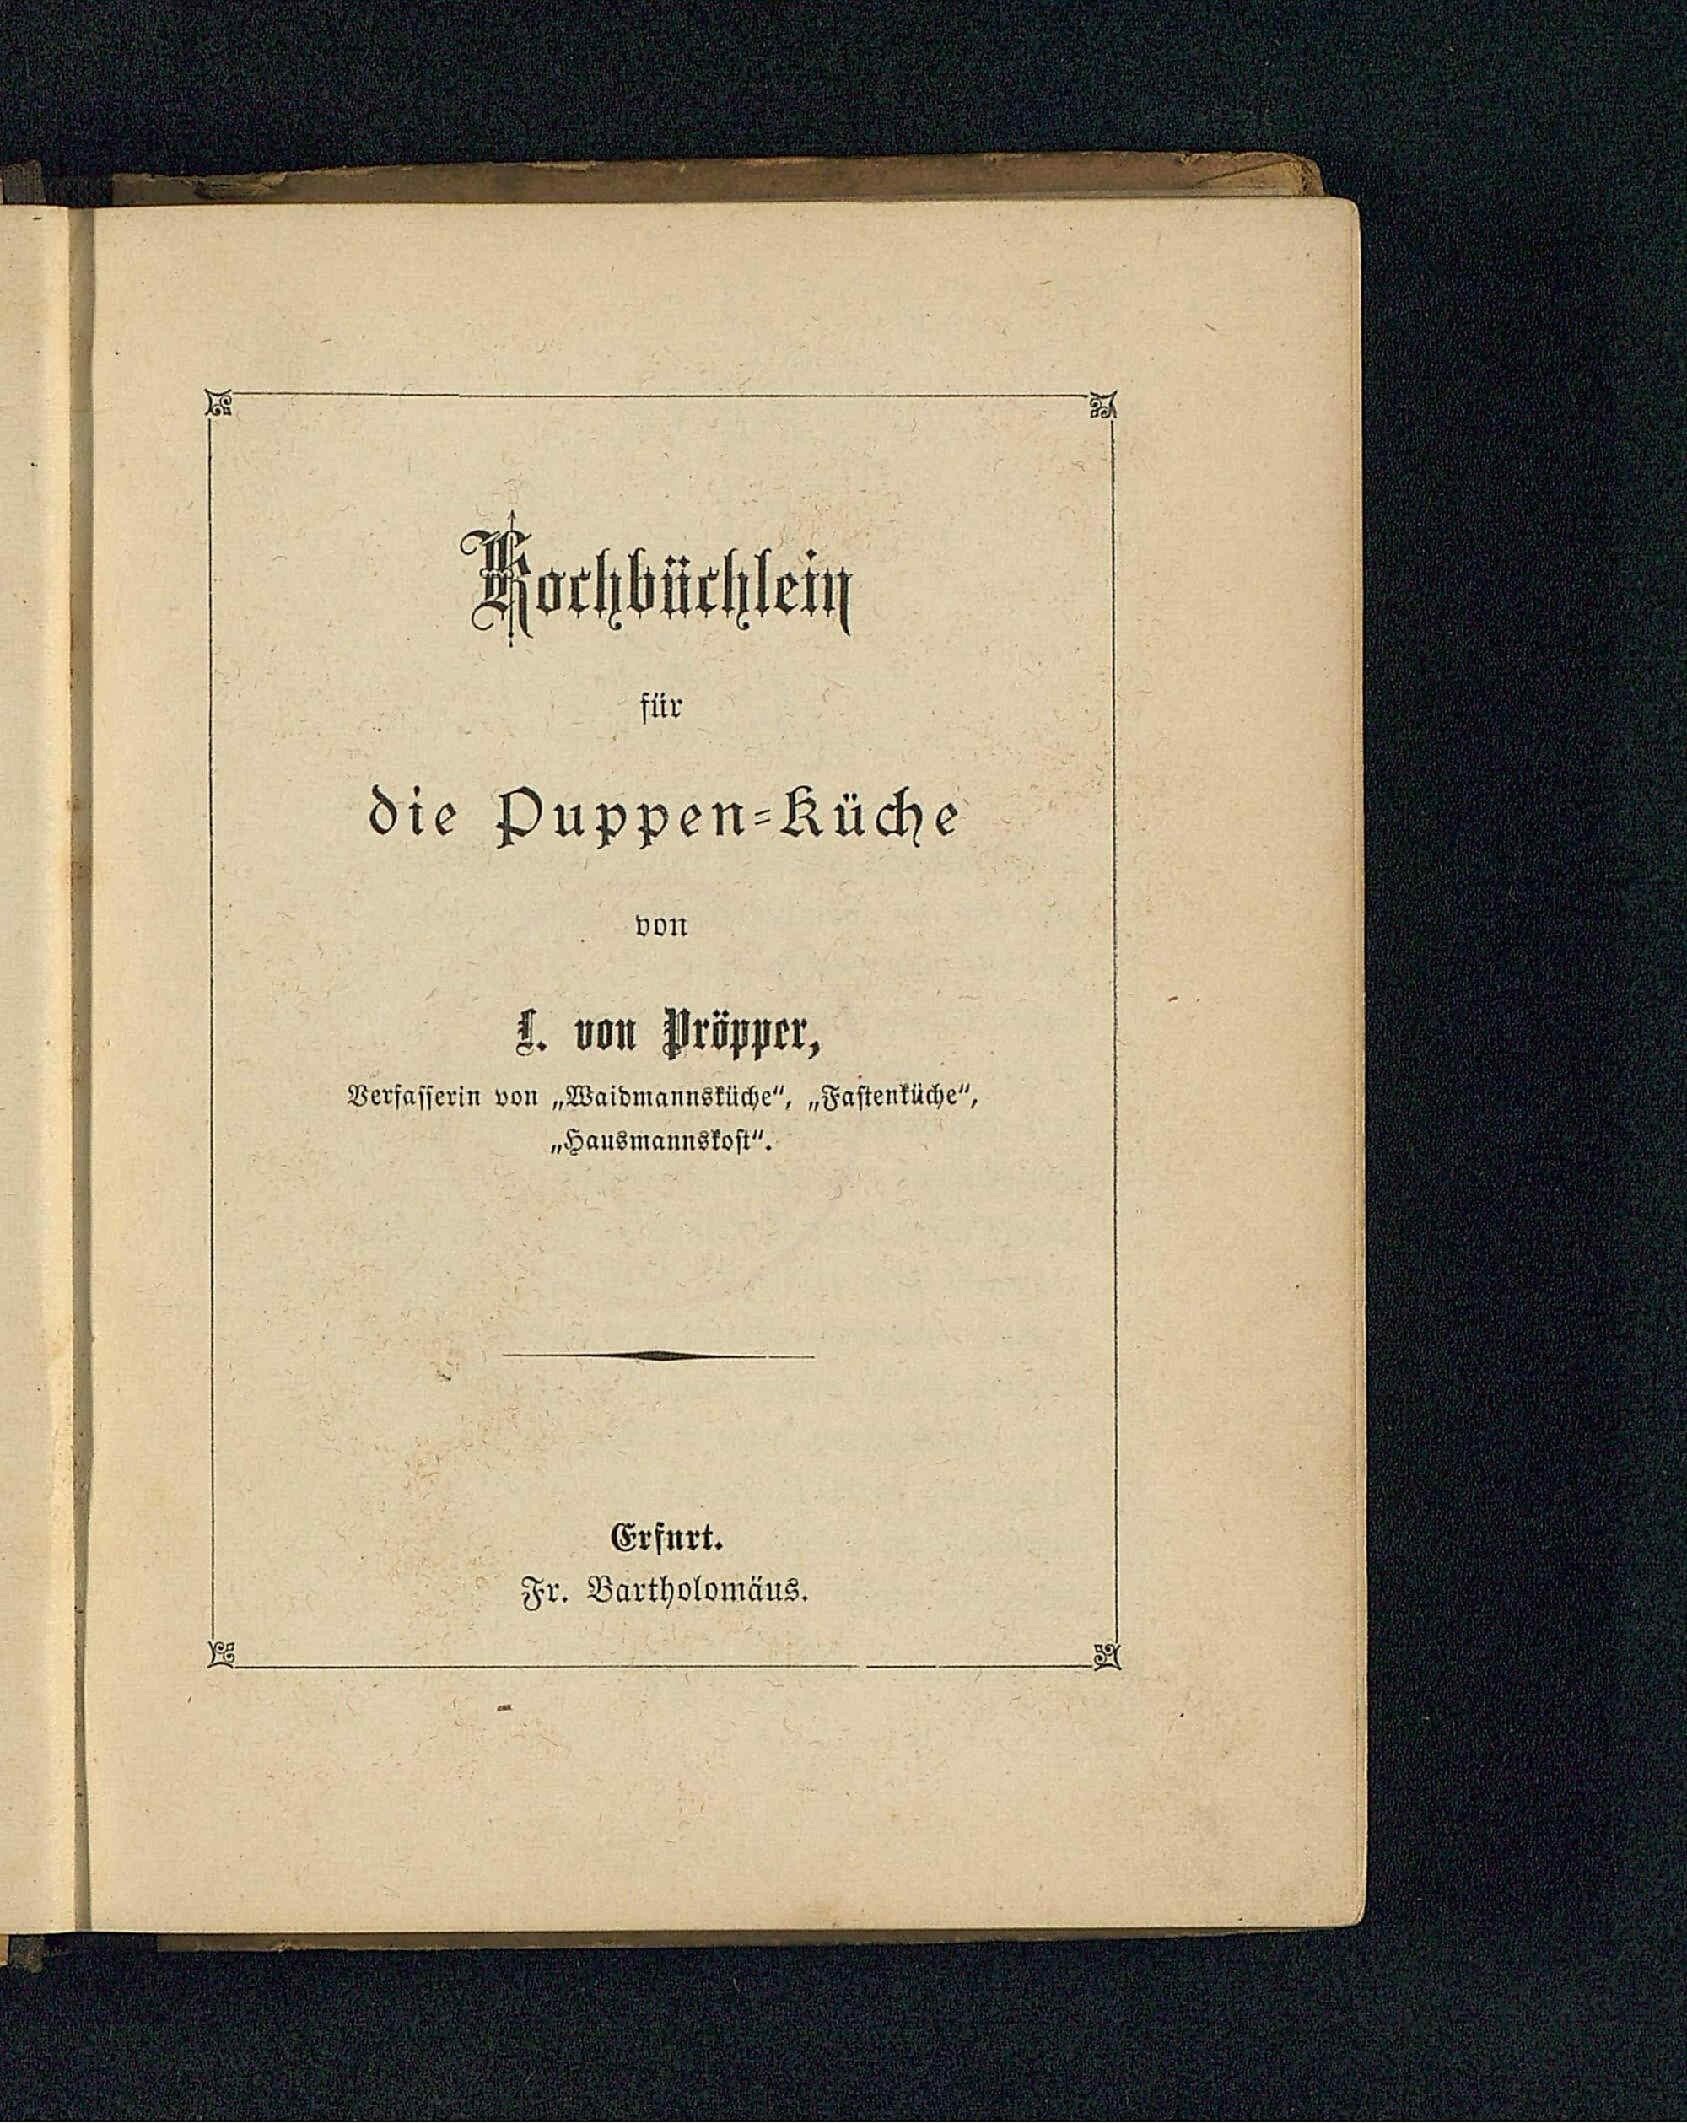 Kochbüchlein
für
die Puppen=Küche
von
L. von Pröpper,
Verfasserin von „Waidmannsküche“, „Fastenküche“,
„Hausmannskost“.
Erfurt.
Fr. Bartholomäus.